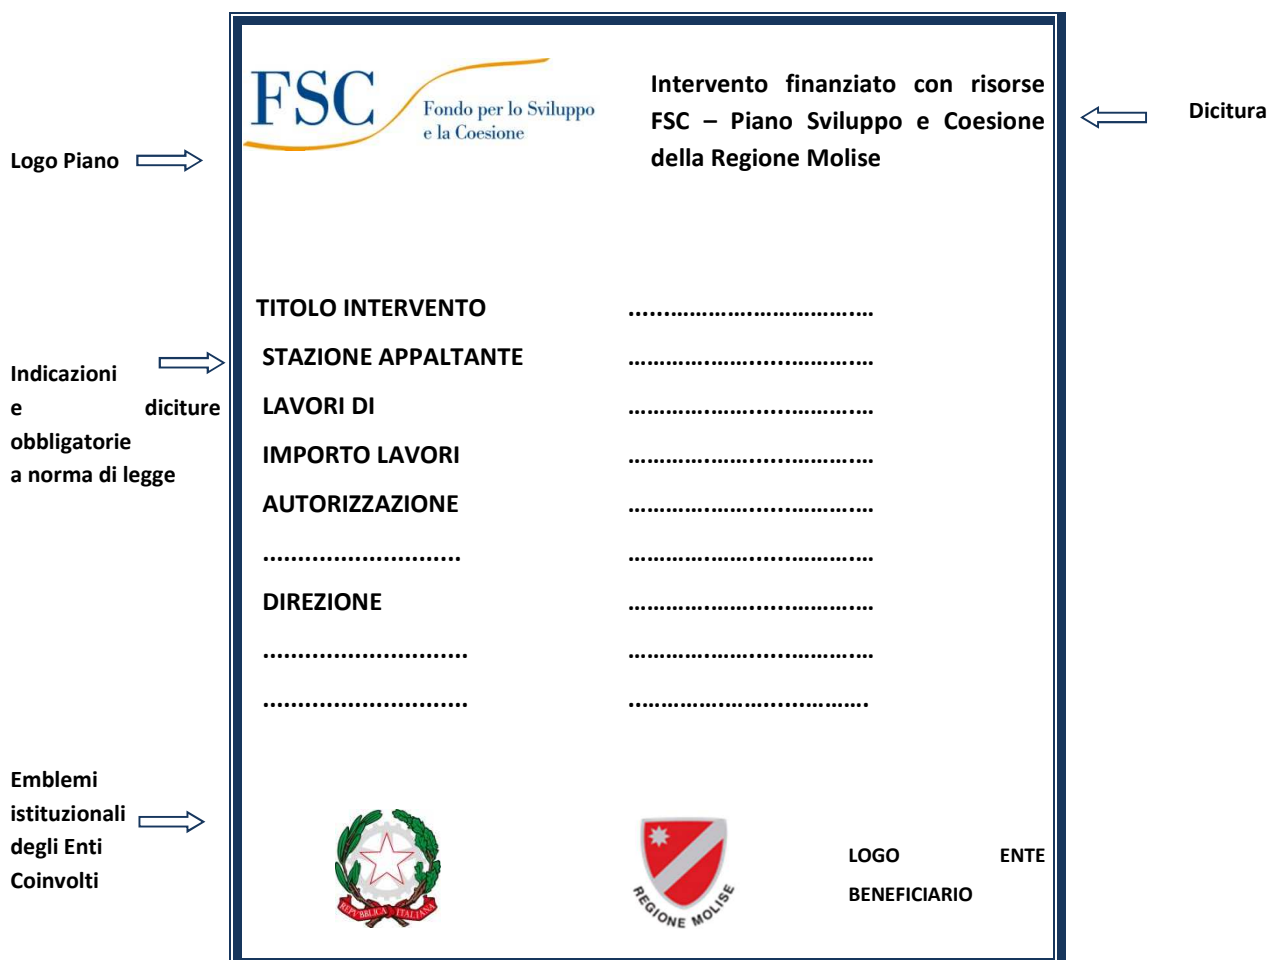 FSC
Fondo per lo Sviluppo
e la Coesione
Intervento finanziato con risorse
FSC – Piano Sviluppo e Coesione
della Regione Molise
Dicitura
Logo Piano
TITOLO INTERVENTO ...............................
STAZIONE APPALTANTE ...............................
LAVORI DI ...............................
IMPORTO LAVORI ...............................
AUTORIZZAZIONE ...............................
............................ ...............................
DIREZIONE ...............................
............................. ...............................
............................. ...............................
Indicazioni
e diciture
obbligatorie
a norma di legge
Emblemi
istituzionali
degli Enti
Coinvolti
REPVBBLICA ITALIANA
REGIONE MOLISE
LOGO ENTE
BENEFICIARIO